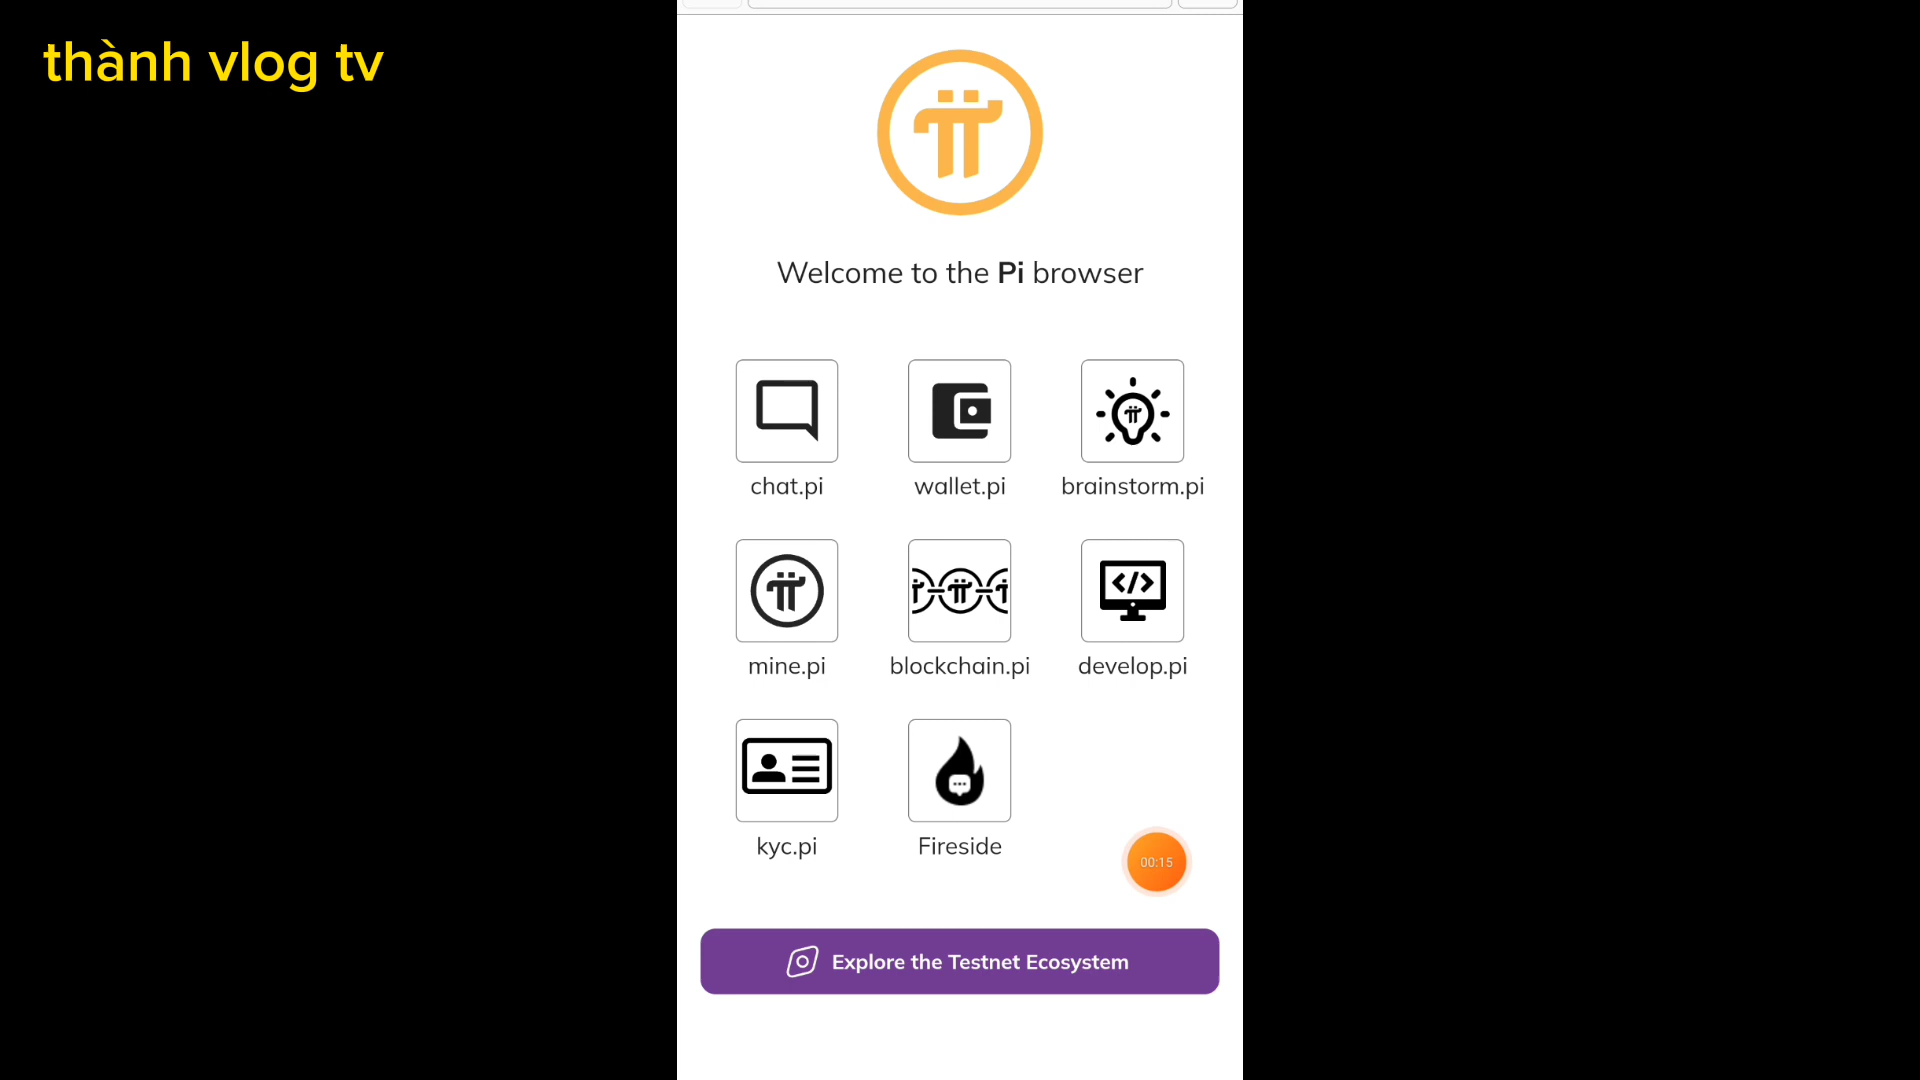 thành vlog tv
Welcome to the Pi browser
chat.pi
wallet.pi
brainstorm.pi
mine.pi
blockchain.pi
develop.pi
kyc.pi
Fireside
00:15
Explore the Testnet Ecosystem